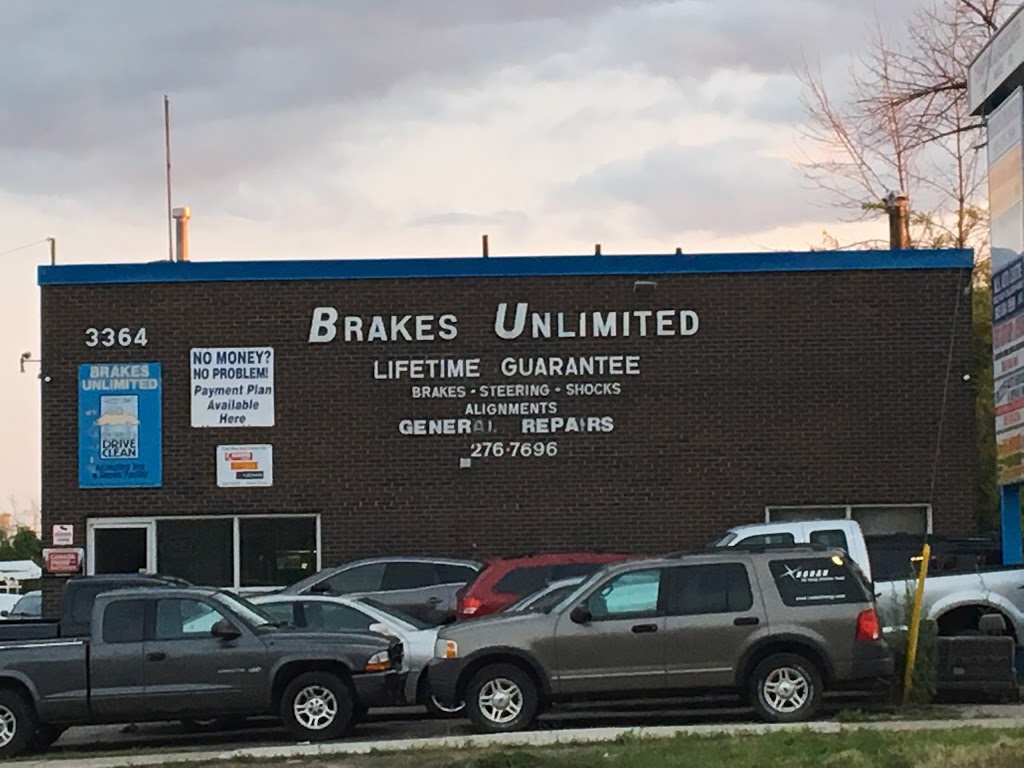 BRAKES UNLIMITED
3364
LIFETIME GUARANTEE
BRAKES - STEERING - SHOCKS
ALIGNMENTS
GENERAL REPAIRS
276-7696
NO MONEY?
NO PROBLEM!
Payment Plan
Available
Here
BRAKES
UNLIMITED
DRIVE
CLEAN
CANADA